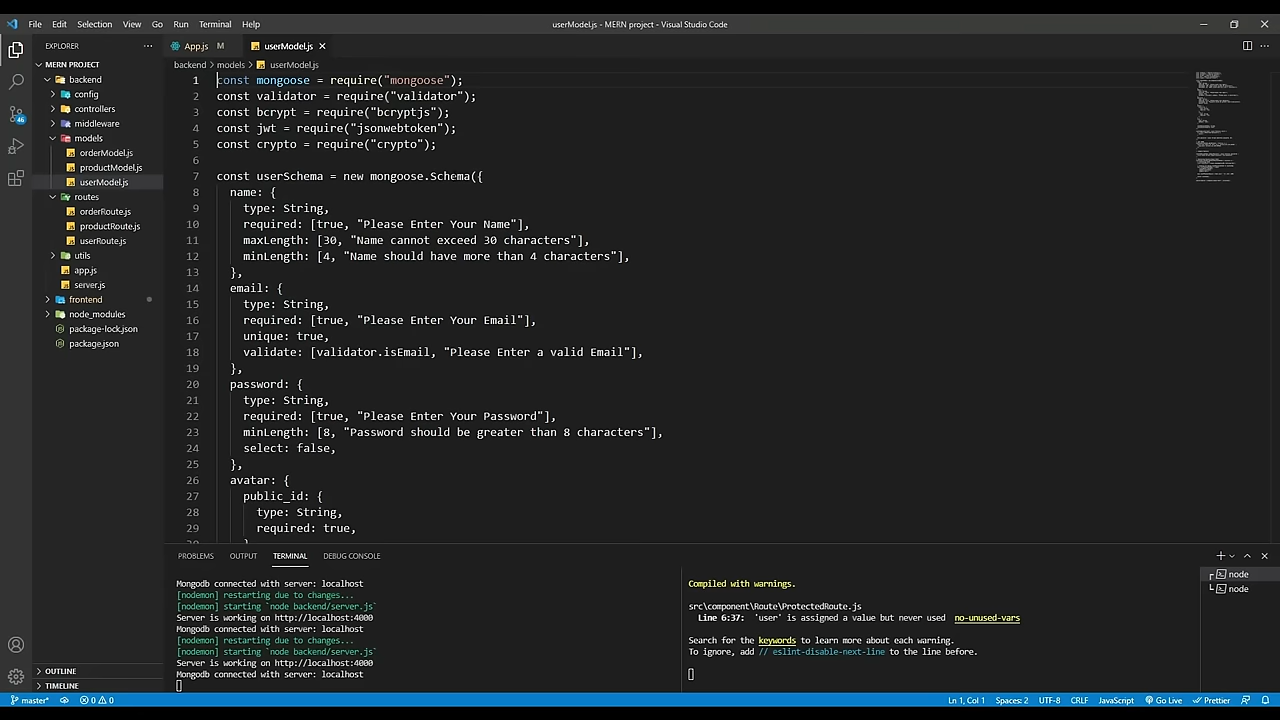 File Edit Selection View Go Run Terminal Help userModel.js - MERN project - Visual Studio Code
EXPLORER
MERN PROJECT
backend
config
controllers
middleware
models
orderModel.js
productModel.js
userModel.js
routes
orderRoute.js
productRoute.js
userRoute.js
utils
app.js
server.js
frontend
node_modules
package-lock.json
package.json
OUTLINE
TIMELINE
46
App.js M userModel.js
backend > models > userModel.js
1 const mongoose = require("mongoose");
2 const validator = require("validator");
3 const bcrypt = require("bcryptjs");
4 const jwt = require("jsonwebtoken");
5 const crypto = require("crypto");
6
7 const userSchema = new mongoose.Schema({
8 name: {
9 type: String,
10 required: [true, "Please Enter Your Name"],
11 maxLength: [30, "Name cannot exceed 30 characters"],
12 minLength: [4, "Name should have more than 4 characters"],
13 },
14 email: {
15 type: String,
16 required: [true, "Please Enter Your Email"],
17 unique: true,
18 validate: [validator.isEmail, "Please Enter a valid Email"],
19 },
20 password: {
21 type: String,
22 required: [true, "Please Enter Your Password"],
23 minLength: [8, "Password should be greater than 8 characters"],
24 select: false,
25 },
26 avatar: {
27 public_id: {
28 type: String,
29 required: true,
PROBLEMS OUTPUT TERMINAL DEBUG CONSOLE
Mongodb connected with server: localhost
[nodemon] restarting due to changes...
[nodemon] starting `node backend/server.js`
Server is working on http://localhost:4000
Mongodb connected with server: localhost
[nodemon] restarting due to changes...
[nodemon] starting `node backend/server.js`
Server is working on http://localhost:4000
Mongodb connected with server: localhost
Compiled with warnings.
src\component\Route\ProtectedRoute.js
Line 6:37: 'user' is assigned a value but never used no-unused-vars
Search for the keywords to learn more about each warning.
To ignore, add // eslint-disable-next-line to the line before.
node
node
master* 0 0 Ln 1, Col 1 Spaces: 2 UTF-8 CRLF JavaScript Go Live Prettier